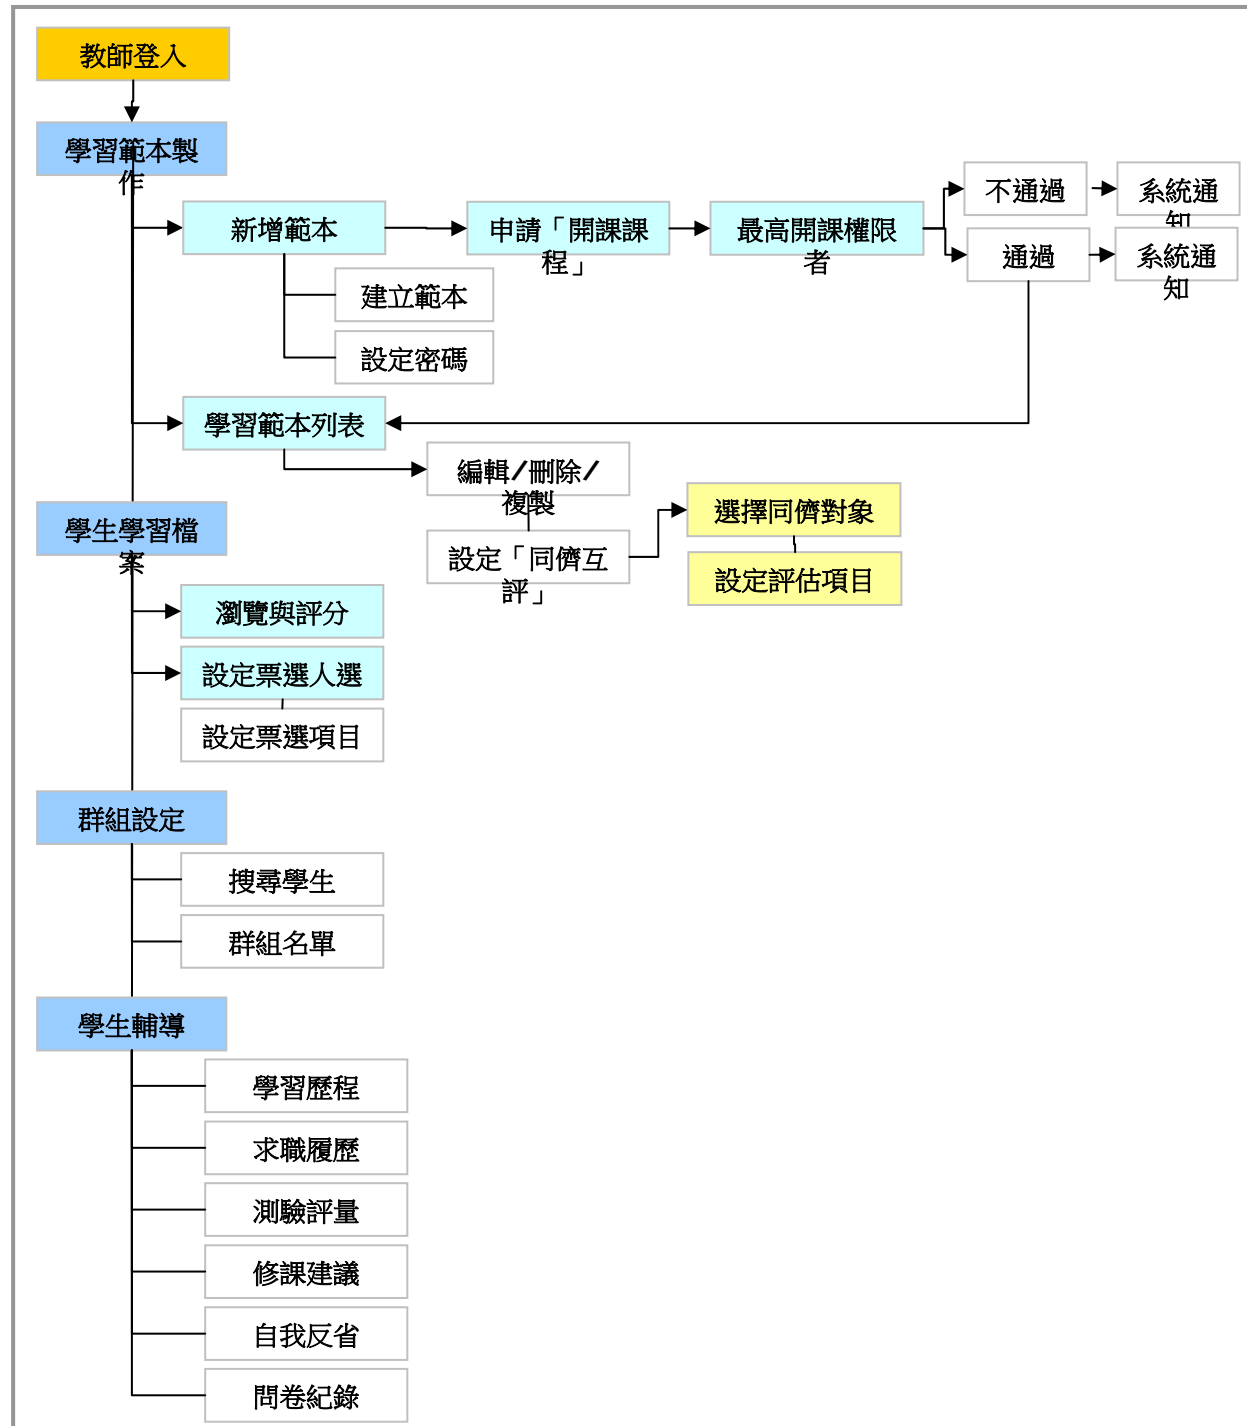 教師登入
學習範本製
作
新增範本
申請「開課課
程」
最高開課權限
者
不通過
系統通
知
通過
系統通
知
建立範本
設定密碼
學習範本列表
編輯/刪除/
複製
設定「同儕互
評」
選擇同儕對象
設定評估項目
學生學習檔
案
瀏覽與評分
設定票選人選
設定票選項目
群組設定
搜尋學生
群組名單
學生輔導
學習歷程
求職履歷
測驗評量
修課建議
自我反省
問卷紀錄